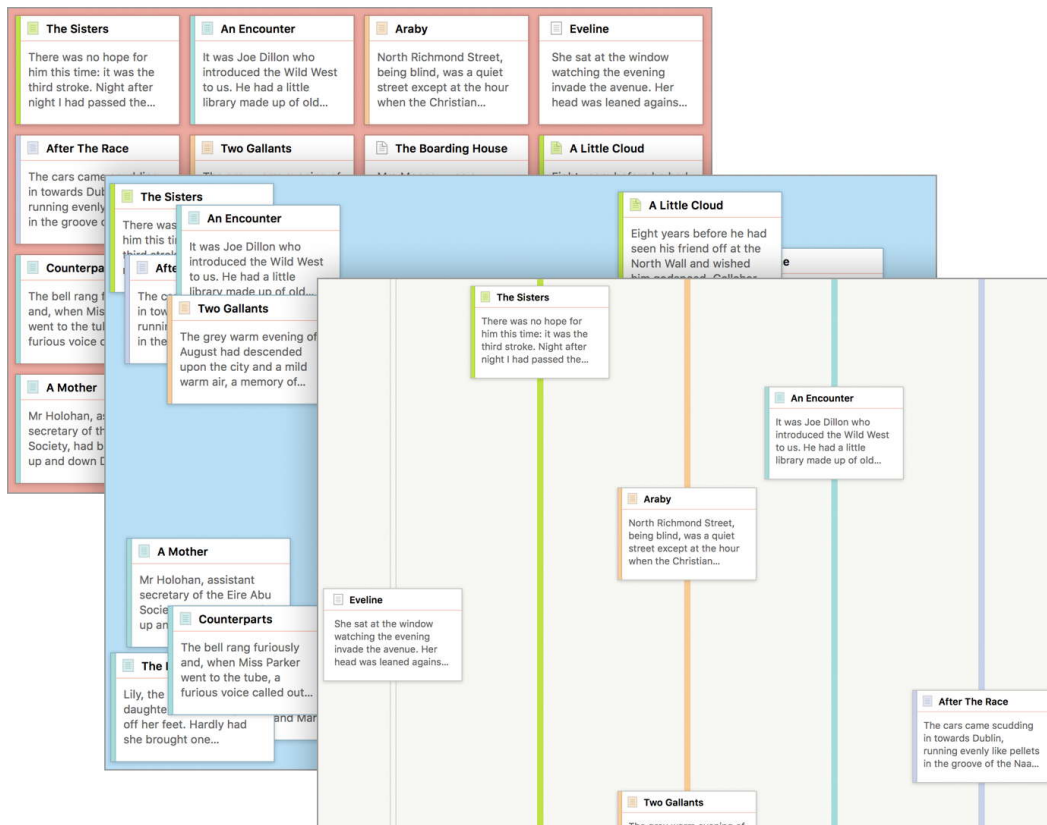 The Sisters
There was no hope for
him this time: it was the
third stroke. Night after
night I had passed the...
An Encounter
It was Joe Dillon who
introduced the Wild West
to us. He had a little
library made up of old...
Araby
North Richmond Street,
being blind, was a quiet
street except at the hour
when the Christian...
Eveline
She sat at the window
watching the evening
invade the avenue. Her
head was leaned agains...
After The Race
The cars came
in towards
running evenly
in the groove
Two Gallants
The Boarding House
A Little Cloud
The bell rang
and, when Mis
went to the
furious voice
A Mother
Mr Holohan,
secretary of
Society, had
up and down
The Sisters
There was
him this
third
An Encounter
It was Joe Dillon who
introduced the Wild West
to us. He had a little
library made up of old...
The
in
in the
Two Gallants
The grey warm evening of
August had descended
upon the city and a mild
warm air, a memory of...
A Little Cloud
Eight years before he had
seen his friend off at the
North Wall and wished
A Mother
Mr Holohan, assistant
secretary of the Eire Abu
up
Counterparts
The bell rang furiously
and, when Miss Parker
went to the tube, a
furious voice called out...
The
Lily, the
daughte
off her feet. Hardly had
she brought one...
and Mar
The Sisters
There was no hope for
him this time: it was the
third stroke. Night after
night I had passed the...
An Encounter
It was Joe Dillon who
introduced the Wild West
to us. He had a little
library made up of old...
Araby
North Richmond Street,
being blind, was a quiet
street except at the hour
when the Christian...
Eveline
She sat at the window
watching the evening
invade the avenue. Her
head was leaned agains...
After The Race
The cars came scudding
in towards Dublin,
running evenly like pellets
in the groove of the Naa...
Two Gallants